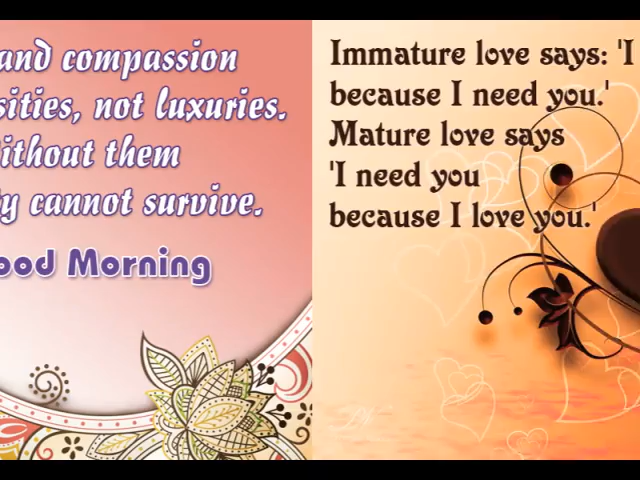 and compassion
sities, not luxuries.
ithout them
y cannot survive.
ood Morning
Immature love says: 'I
because I need you.'
Mature love says
'I need you
because I love you.'